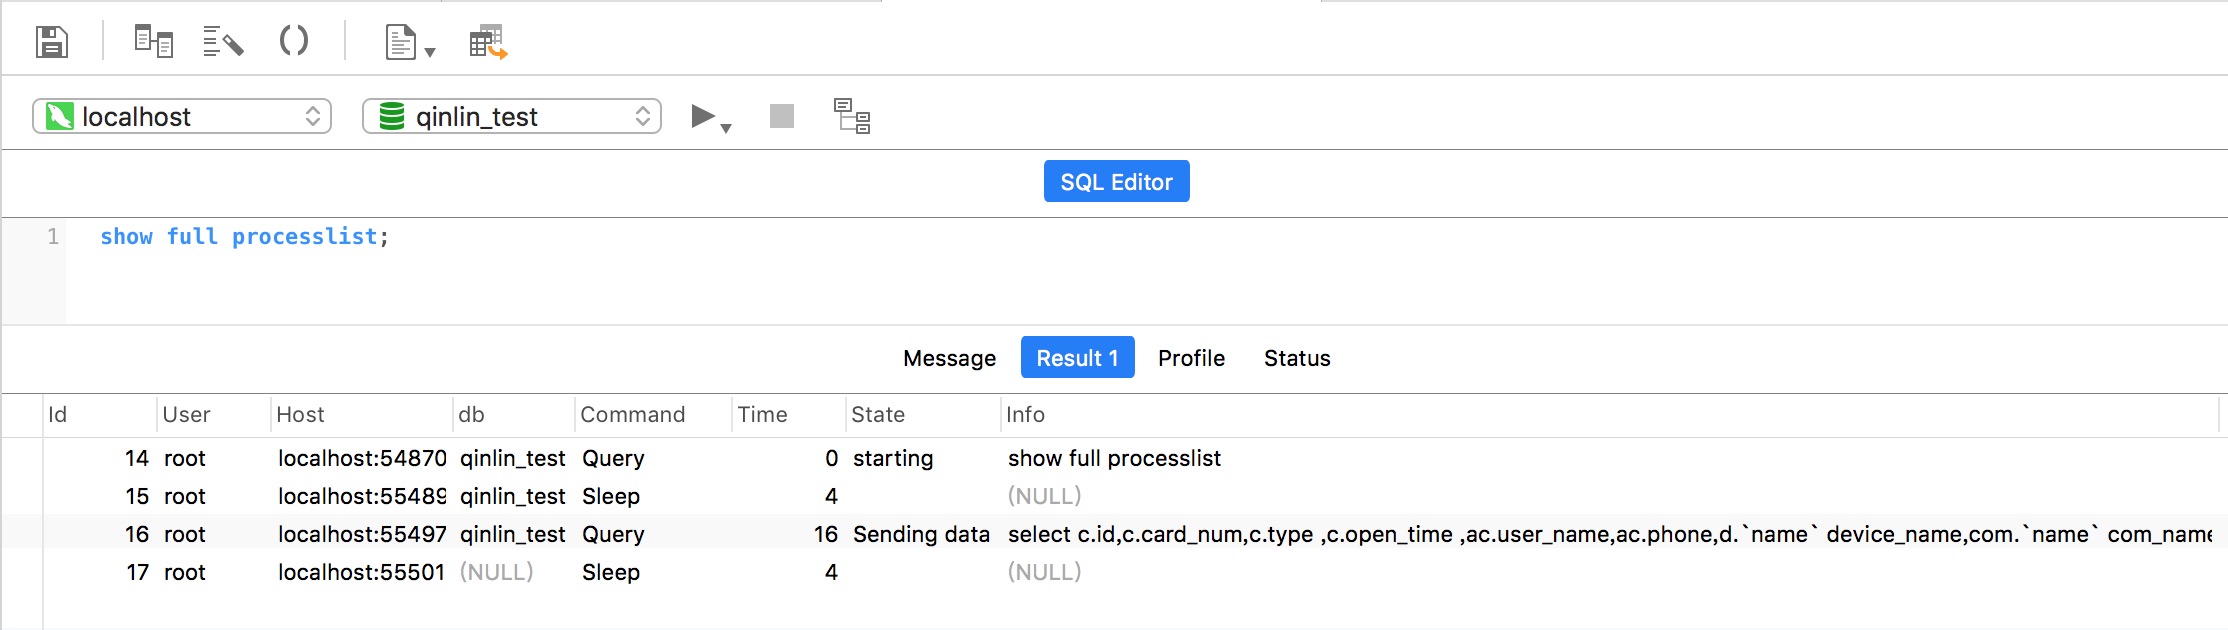 localhost qinlin_test
SQL Editor
1 show full processlist;
Message Result 1 Profile Status
Id User Host db Command Time State Info
14 root localhost:54870 qinlin_test Query 0 starting show full processlist
15 root localhost:55489 qinlin_test Sleep 4 (NULL)
16 root localhost:55497 qinlin_test Query 16 Sending data select c.id,c.card_num,c.type ,c.open_time ,ac.user_name,ac.phone,d.`name` device_name,com.`name` com_name
17 root localhost:55501 (NULL) Sleep 4 (NULL)